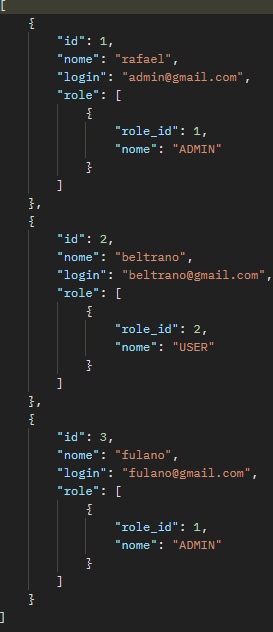 [
{
"id": 1,
"nome": "rafael",
"login": "admin@gmail.com",
"role": [
{
"role_id": 1,
"nome": "ADMIN"
}
]
},
{
"id": 2,
"nome": "beltrano",
"login": "beltrano@gmail.com",
"role": [
{
"role_id": 2,
"nome": "USER"
}
]
},
{
"id": 3,
"nome": "fulano",
"login": "fulano@gmail.com",
"role": [
{
"role_id": 1,
"nome": "ADMIN"
}
]
}
]